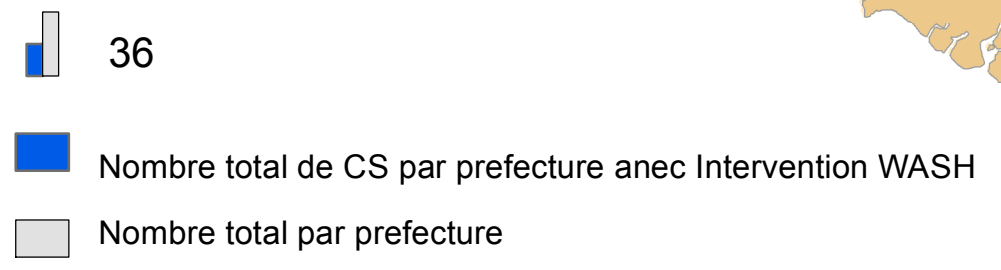 36
Nombre total de CS par prefecture anec Intervention WASH
Nombre total par prefecture